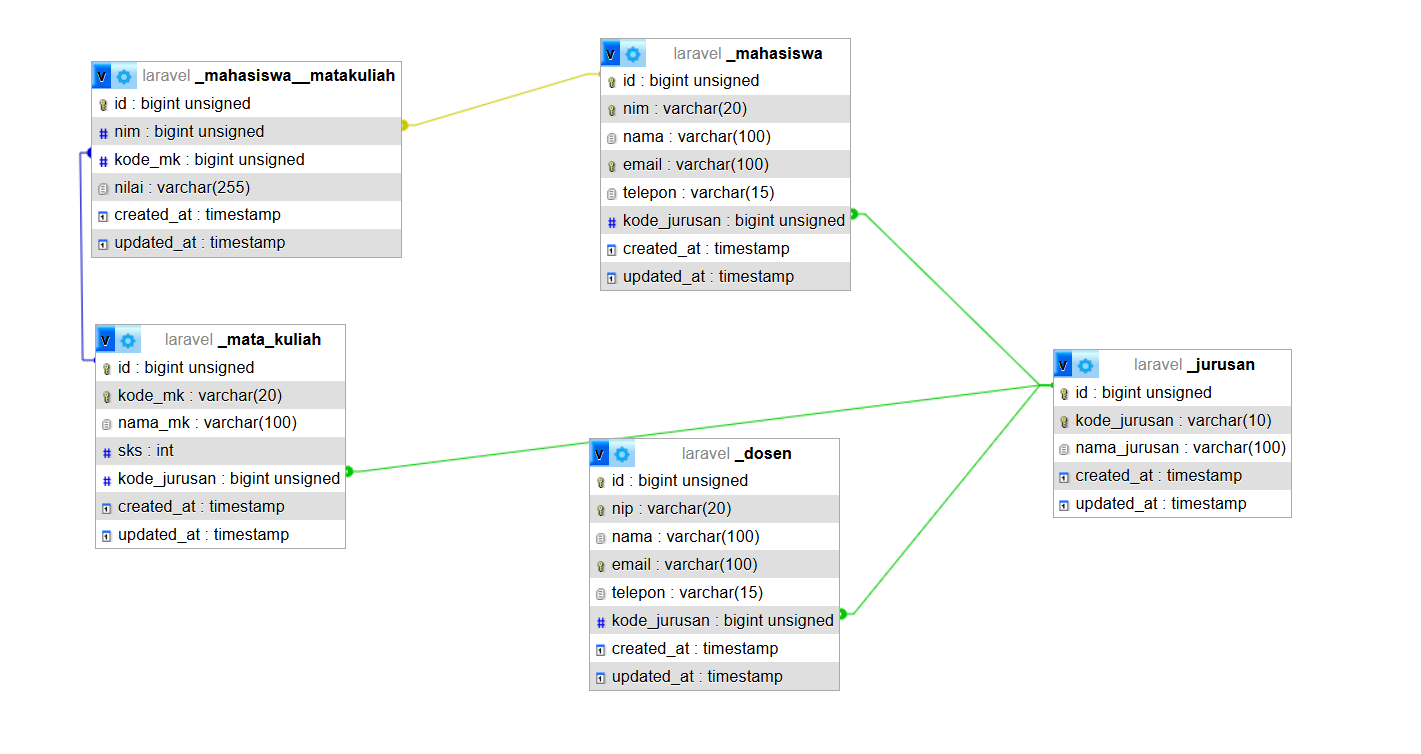 laravel _mahasiswa__matakuliah
id : bigint unsigned
nim : bigint unsigned
kode_mk : bigint unsigned
nilai : varchar(255)
created_at : timestamp
updated_at : timestamp
laravel _mahasiswa
id : bigint unsigned
nim : varchar(20)
nama : varchar(100)
email : varchar(100)
telepon : varchar(15)
kode_jurusan : bigint unsigned
created_at : timestamp
updated_at : timestamp
laravel _mata_kuliah
id : bigint unsigned
kode_mk : varchar(20)
nama_mk : varchar(100)
sks : int
kode_jurusan : bigint unsigned
created_at : timestamp
updated_at : timestamp
laravel _dosen
id : bigint unsigned
nip : varchar(20)
nama : varchar(100)
email : varchar(100)
telepon : varchar(15)
kode_jurusan : bigint unsigned
created_at : timestamp
updated_at : timestamp
laravel _jurusan
id : bigint unsigned
kode_jurusan : varchar(10)
nama_jurusan : varchar(100)
created_at : timestamp
updated_at : timestamp